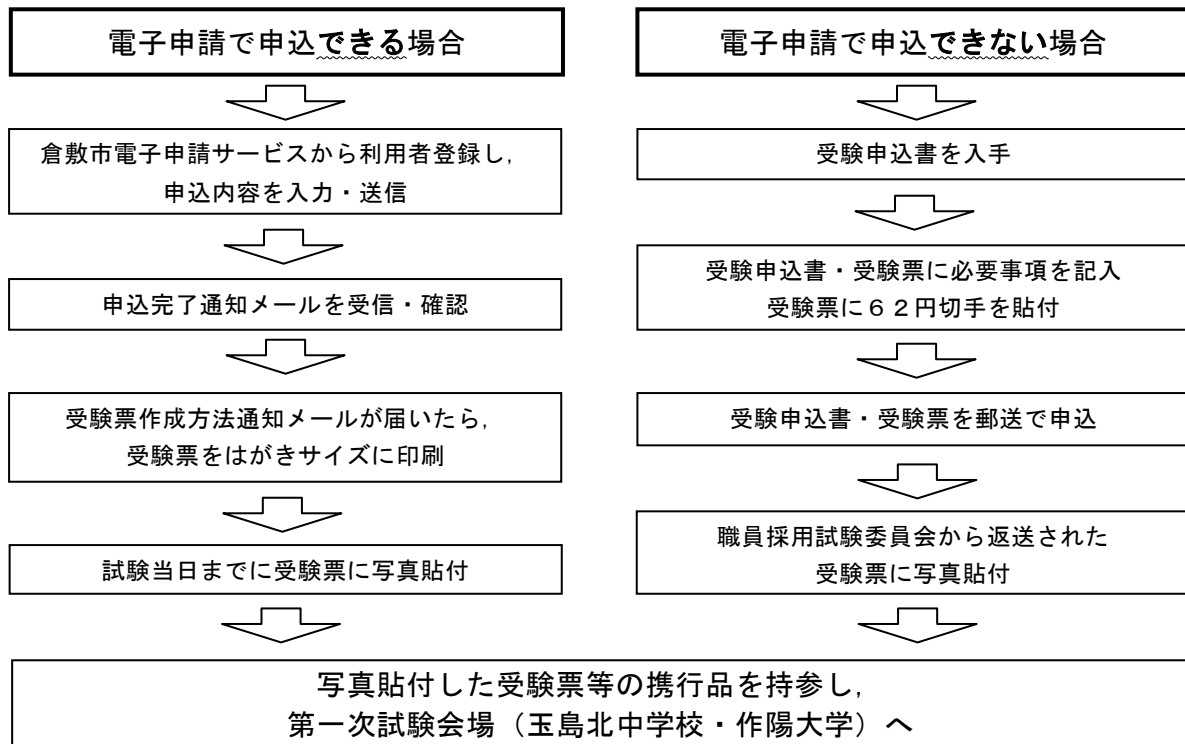 電子申請で申込できる場合
倉敷市電子申請サービスから利用者登録し，
申込内容を入力・送信
申込完了通知メールを受信・確認
受験票作成方法通知メールが届いたら，
受験票をはがきサイズに印刷
試験当日までに受験票に写真貼付
電子申請で申込できない場合
受験申込書を入手
受験申込書・受験票に必要事項を記入
受験票に６２円切手を貼付
受験申込書・受験票を郵送で申込
職員採用試験委員会から返送された
受験票に写真貼付
写真貼付した受験票等の携行品を持参し，
第一次試験会場（玉島北中学校・作陽大学）へ